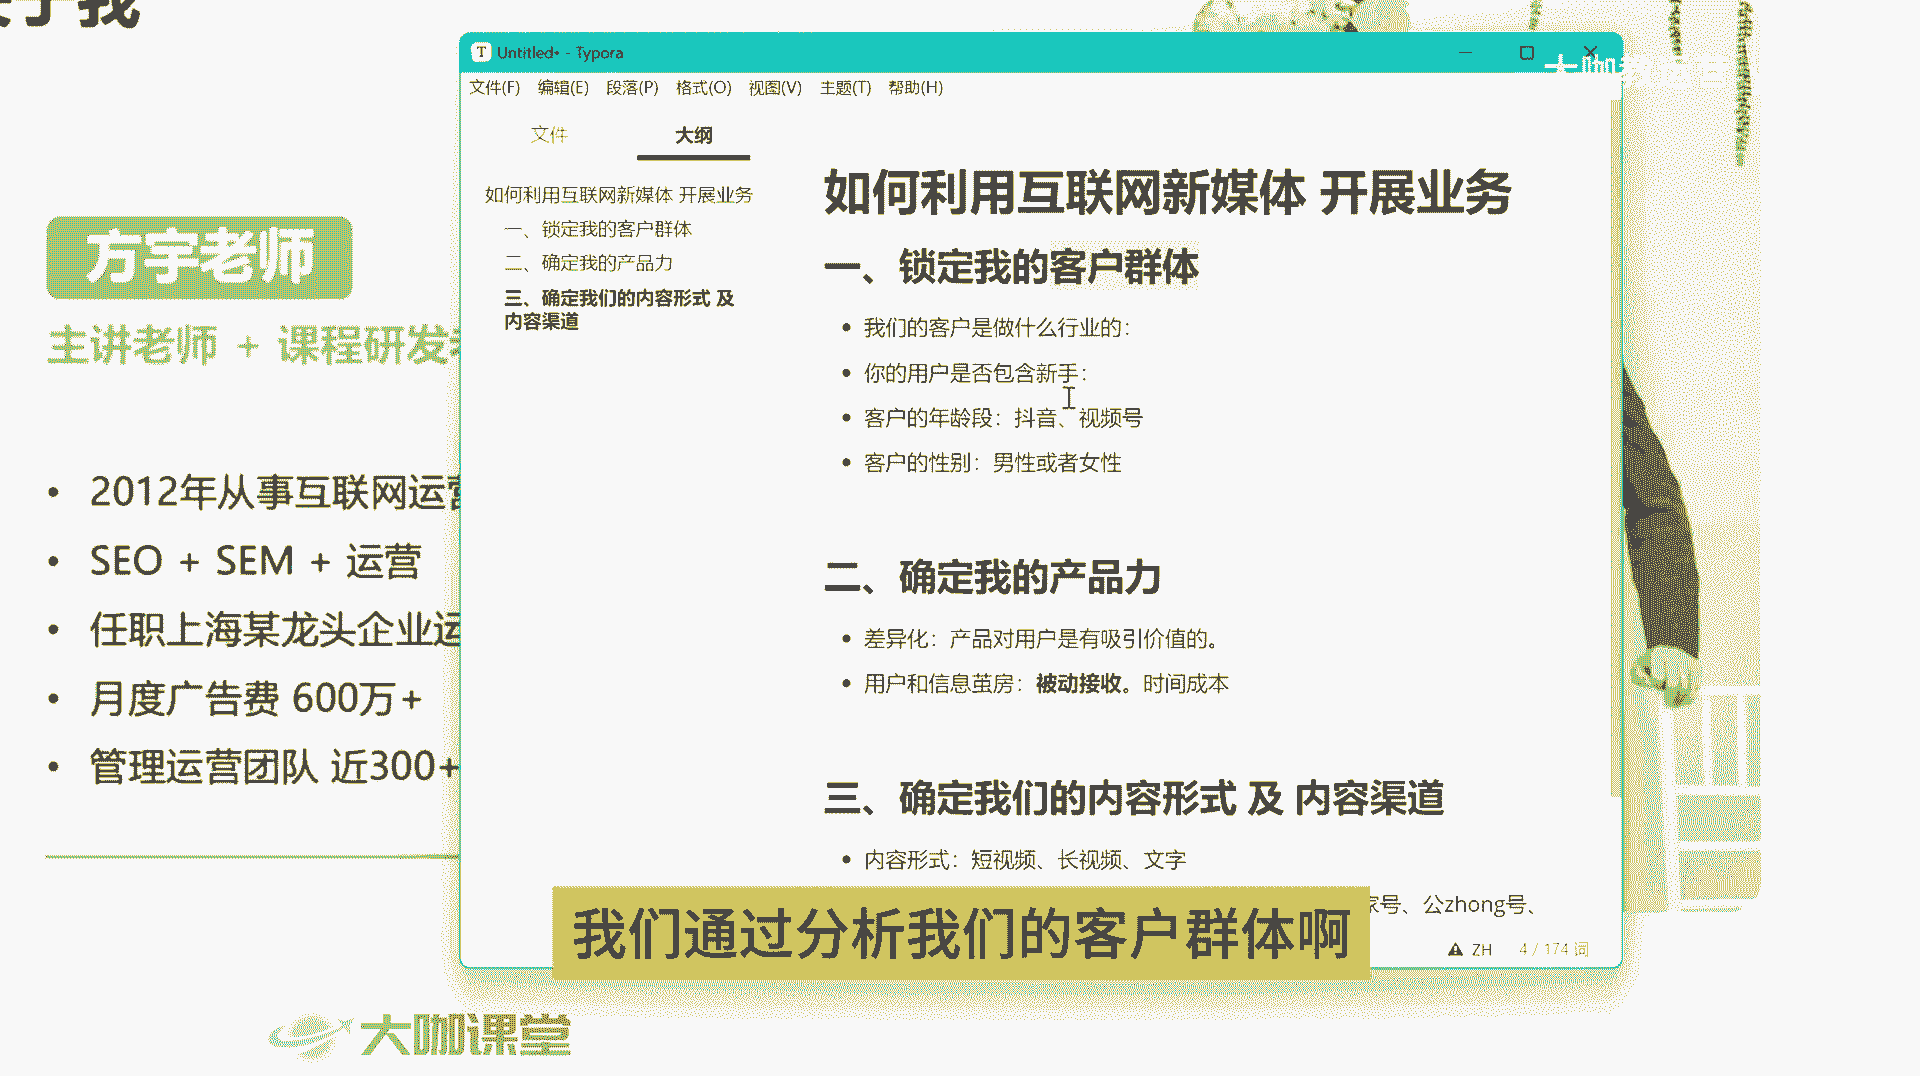 于我
方宇老师
主讲老师 + 课程研发
• 2012年从事互联网运营
• SEO + SEM + 运营
• 任职上海某龙头企业运
• 月度广告费 600万+
• 管理运营团队 近300+
大咖课堂
T Untitled• - Typora
文件(F) 编辑(E) 段落(P) 格式(O) 视图(V) 主题(T) 帮助(H)
文件 大纲
如何利用互联网新媒体 开展业务
一、锁定我的客户群体
二、确定我的产品力
三、确定我们的内容形式 及
内容渠道
如何利用互联网新媒体 开展业务
一、锁定我的客户群体
• 我们的客户是做什么行业的:
• 你的用户是否包含新手:
• 客户的年龄段: 抖音、视频号
• 客户的性别: 男性或者女性
二、确定我的产品力
• 差异化: 产品对用户是有吸引价值的。
• 用户和信息茧房: 被动接收。时间成本
三、确定我们的内容形式 及 内容渠道
• 内容形式: 短视频、长视频、文字
家号、公zhong号、
ZH 4 / 174 词
我们通过分析我们的客户群体啊